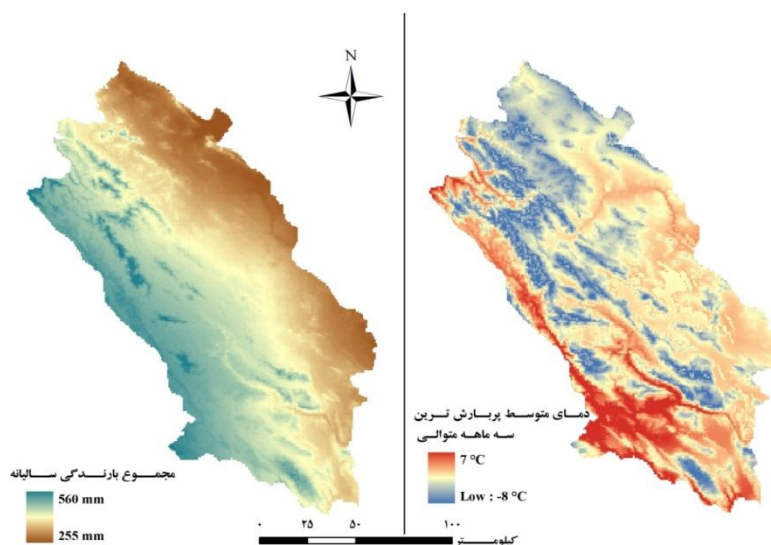 N
مجموع بارندگی سالیانه
560 mm
255 mm
دمای متوسط پربارش ترین
سه ماهه متوالی
7 °C
Low : -8 °C
۰ ۲۵ ۵۰ ۱۰۰
کیلومتر